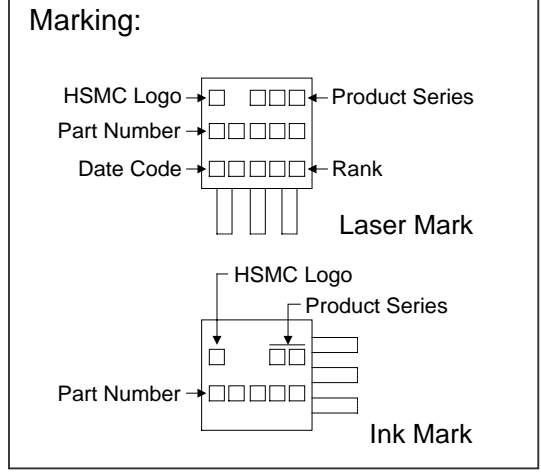 Marking:
HSMC Logo
Product Series
Part Number
Date Code
Rank
Laser Mark
HSMC Logo
Product Series
Part Number
Ink Mark